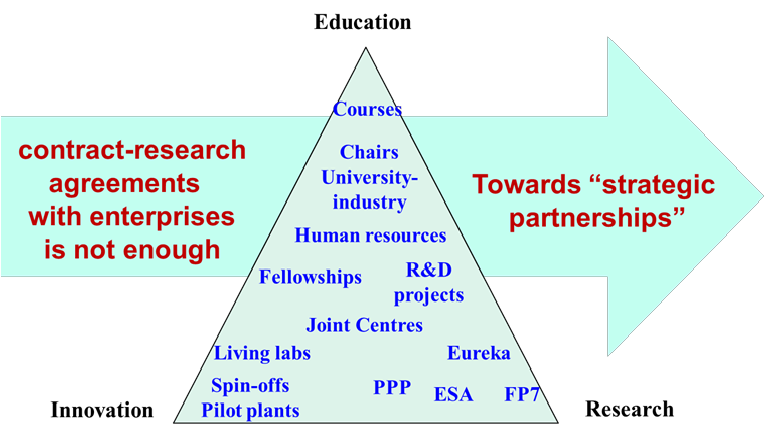 Education
Courses
contract-research
agreements
with enterprises
is not enough
Chairs
University-
industry
Towards “strategic
partnerships”
Human resources
Fellowships
R&D
projects
Joint Centres
Living labs
Eureka
Spin-offs
Pilot plants
PPP
ESA
FP7
Innovation
Research